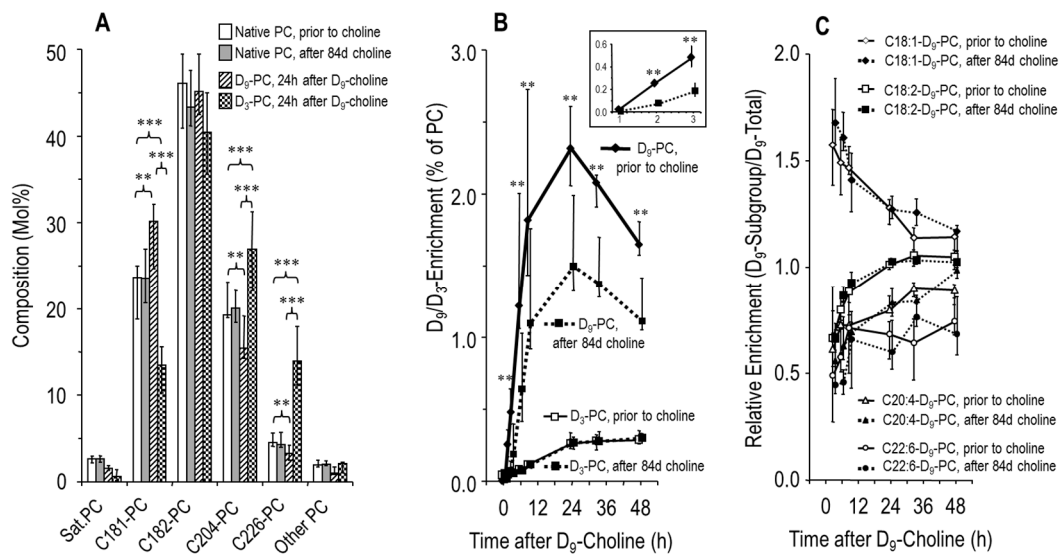 A
Native PC, prior to choline
Native PC, after 84d choline
D9-PC, 24h after D9-choline
D3-PC, 24h after D9-choline
Composition (Mol%)
60
50
40
30
20
10
0
***
**
***
***
**
***
***
**
***
Sat.PC
C181-PC
C182-PC
C204-PC
C226-PC
Other PC
B
D9/D3-Enrichment (% of PC)
3.0
2.0
1.0
0.0
0.6
0.4
0.2
0.0
1
2
3
**
**
**
**
**
**
**
**
D9-PC,
prior to choline
D9-PC,
after 84d choline
D3-PC, prior to choline
D3-PC, after 84d choline
0 12 24 36 48
Time after D9-Choline (h)
C
C18:1-D9-PC, prior to choline
C18:1-D9-PC, after 84d choline
C18:2-D9-PC, prior to choline
C18:2-D9-PC, after 84d choline
Relative Enrichment (D9-Subgroup/D9-Total)
2.0
1.5
1.0
0.5
0.0
C20:4-D9-PC, prior to choline
C20:4-D9-PC, after 84d choline
C22:6-D9-PC, prior to choline
C22:6-D9-PC, after 84d choline
0 12 24 36 48
Time after D9-Choline (h)